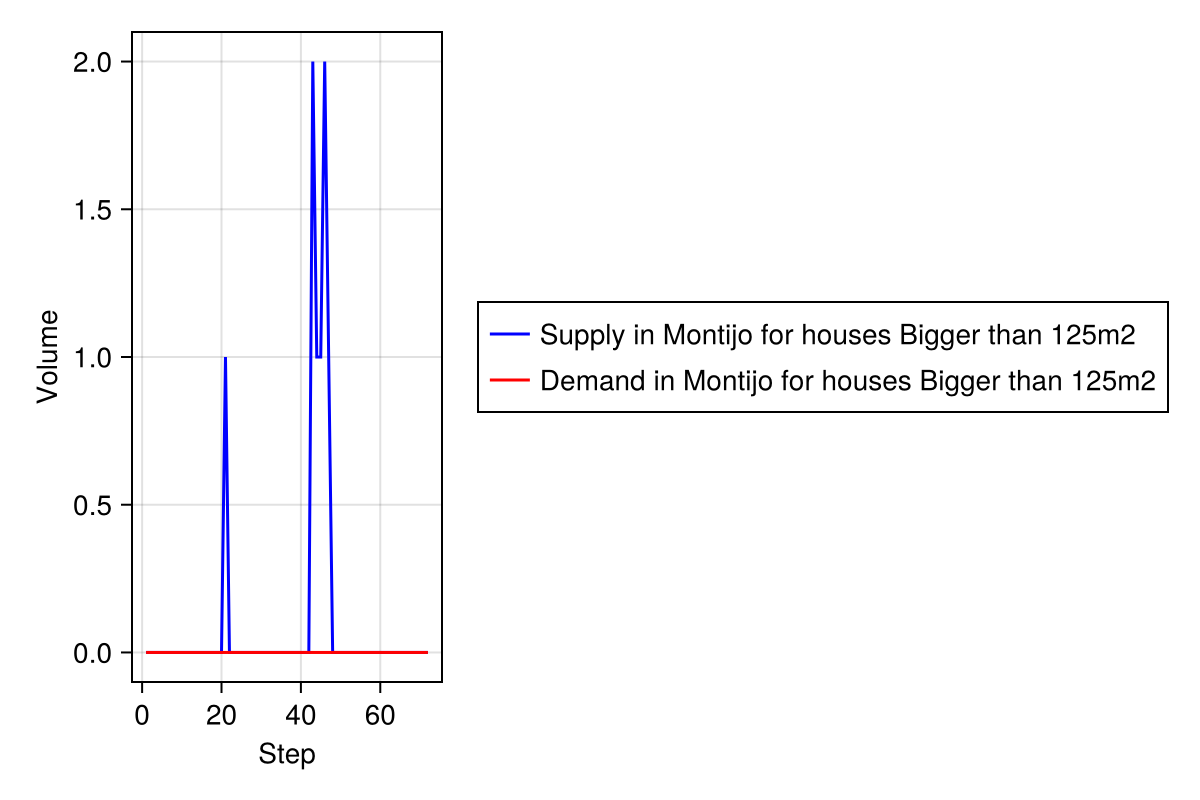 2.0
1.5
1.0
0.5
0.0
Volume
0 20 40 60
Step
Supply in Montijo for houses Bigger than 125m2
Demand in Montijo for houses Bigger than 125m2